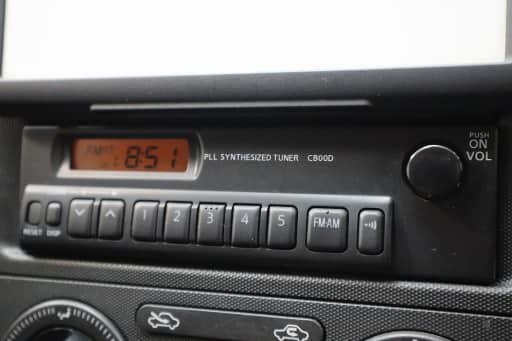 8:51
PLL SYNTHESIZED TUNER CB00D
PUSH
ON
VOL
RESET DISP 1 2 3 4 5 FM·AM